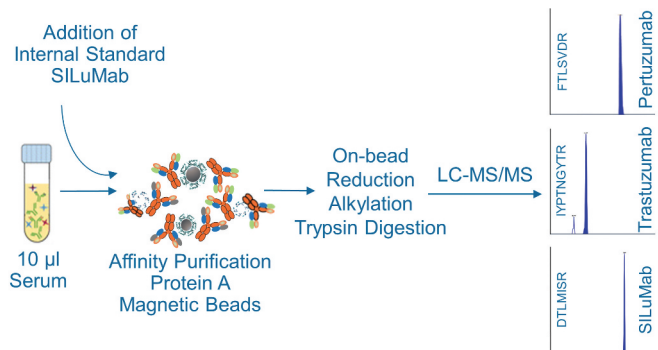 Addition of
Internal Standard
SILuMab
10 µl
Serum
Affinity Purification
Protein A
Magnetic Beads
On-bead
Reduction
Alkylation
Trypsin Digestion
LC-MS/MS
FTLSVDR
Pertuzumab
IYPTNGYTR
Trastuzumab
DTLMISR
SILuMab